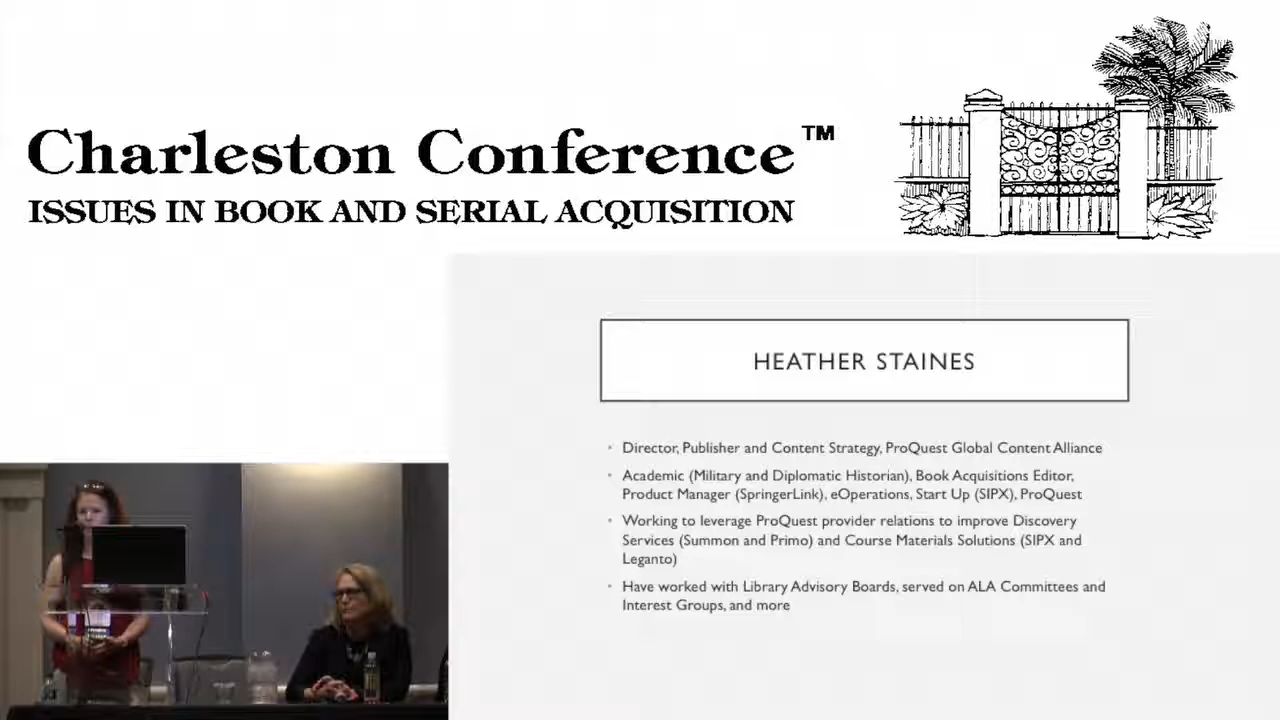 Charleston Conference™
ISSUES IN BOOK AND SERIAL ACQUISITION
HEATHER STAINES
• Director, Publisher and Content Strategy, ProQuest Global Content Alliance
• Academic (Military and Diplomatic Historian), Book Acquisitions Editor,
Product Manager (SpringerLink), eOperations, Start Up (SIPX), ProQuest
• Working to leverage ProQuest provider relations to improve Discovery
Services (Summon and Primo) and Course Materials Solutions (SIPX and
Leganto)
• Have worked with Library Advisory Boards, served on ALA Committees and
Interest Groups, and more